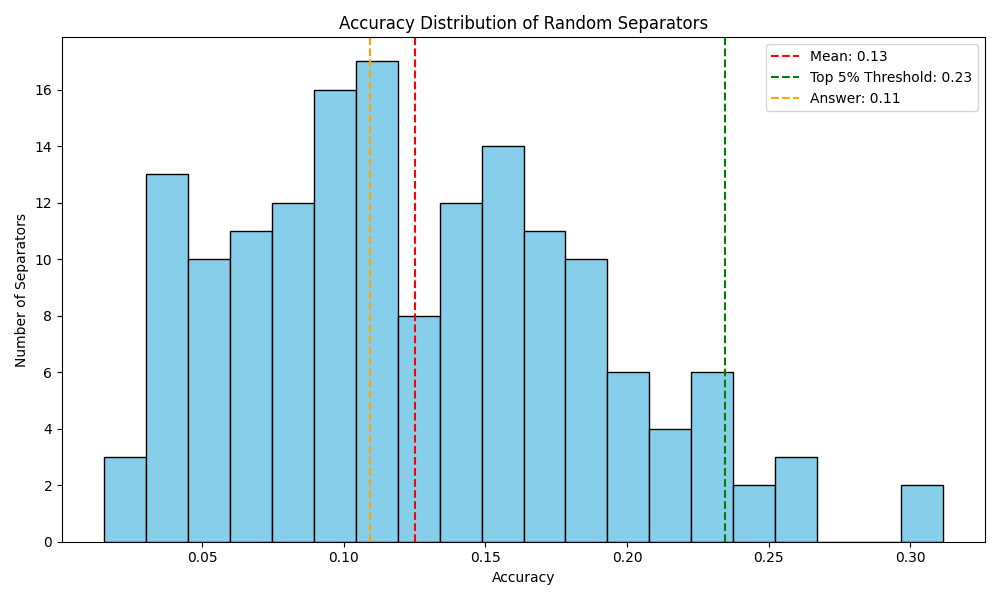 Accuracy Distribution of Random Separators
Mean: 0.13
Top 5% Threshold: 0.23
Answer: 0.11
Number of Separators
16
14
12
10
8
6
4
2
0
0.05 0.10 0.15 0.20 0.25 0.30
Accuracy